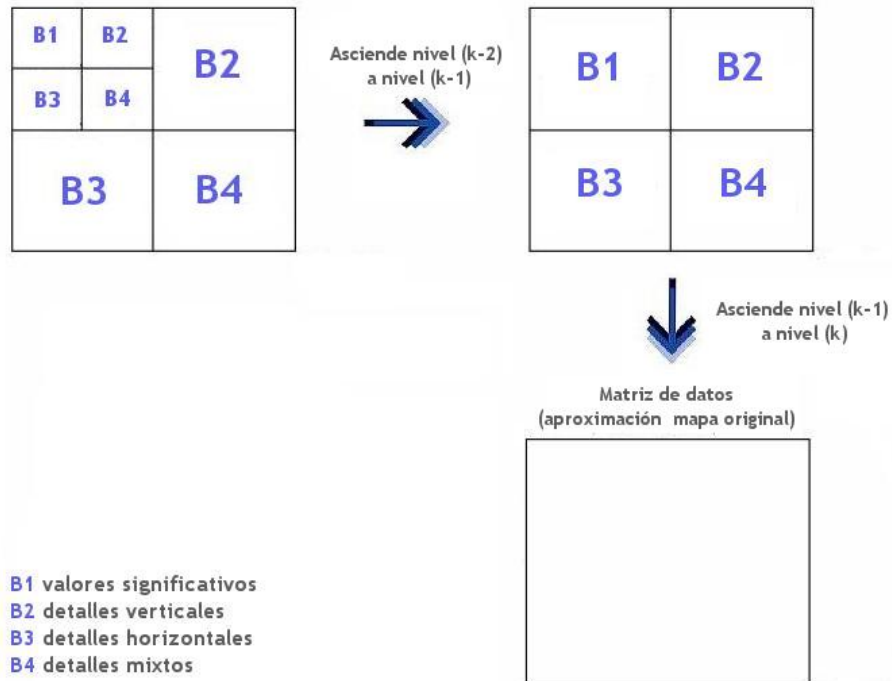 B1 B2
B2
B3 B4
B3 B4
Asciende nivel (k-2)
a nivel (k-1)
B1 B2
B3 B4
Asciende nivel (k-1)
a nivel (k)
Matriz de datos
(aproximación mapa original)
B1 valores significativos
B2 detalles verticales
B3 detalles horizontales
B4 detalles mixtos